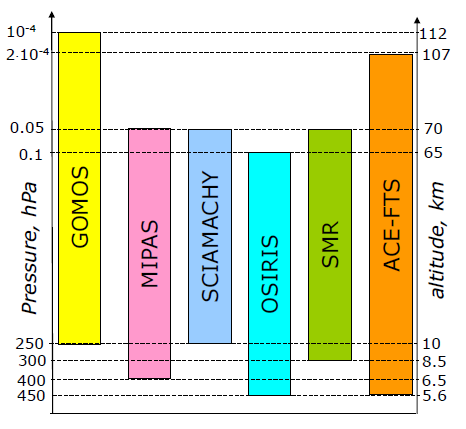 10⁻⁴
112
2·10⁻⁴
107
0.05
70
0.1
65
Pressure, hPa
GOMOS
MIPAS
SCIAMACHY
OSIRIS
SMR
ACE-FTS
altitude, km
250
10
300
8.5
400
6.5
450
5.6